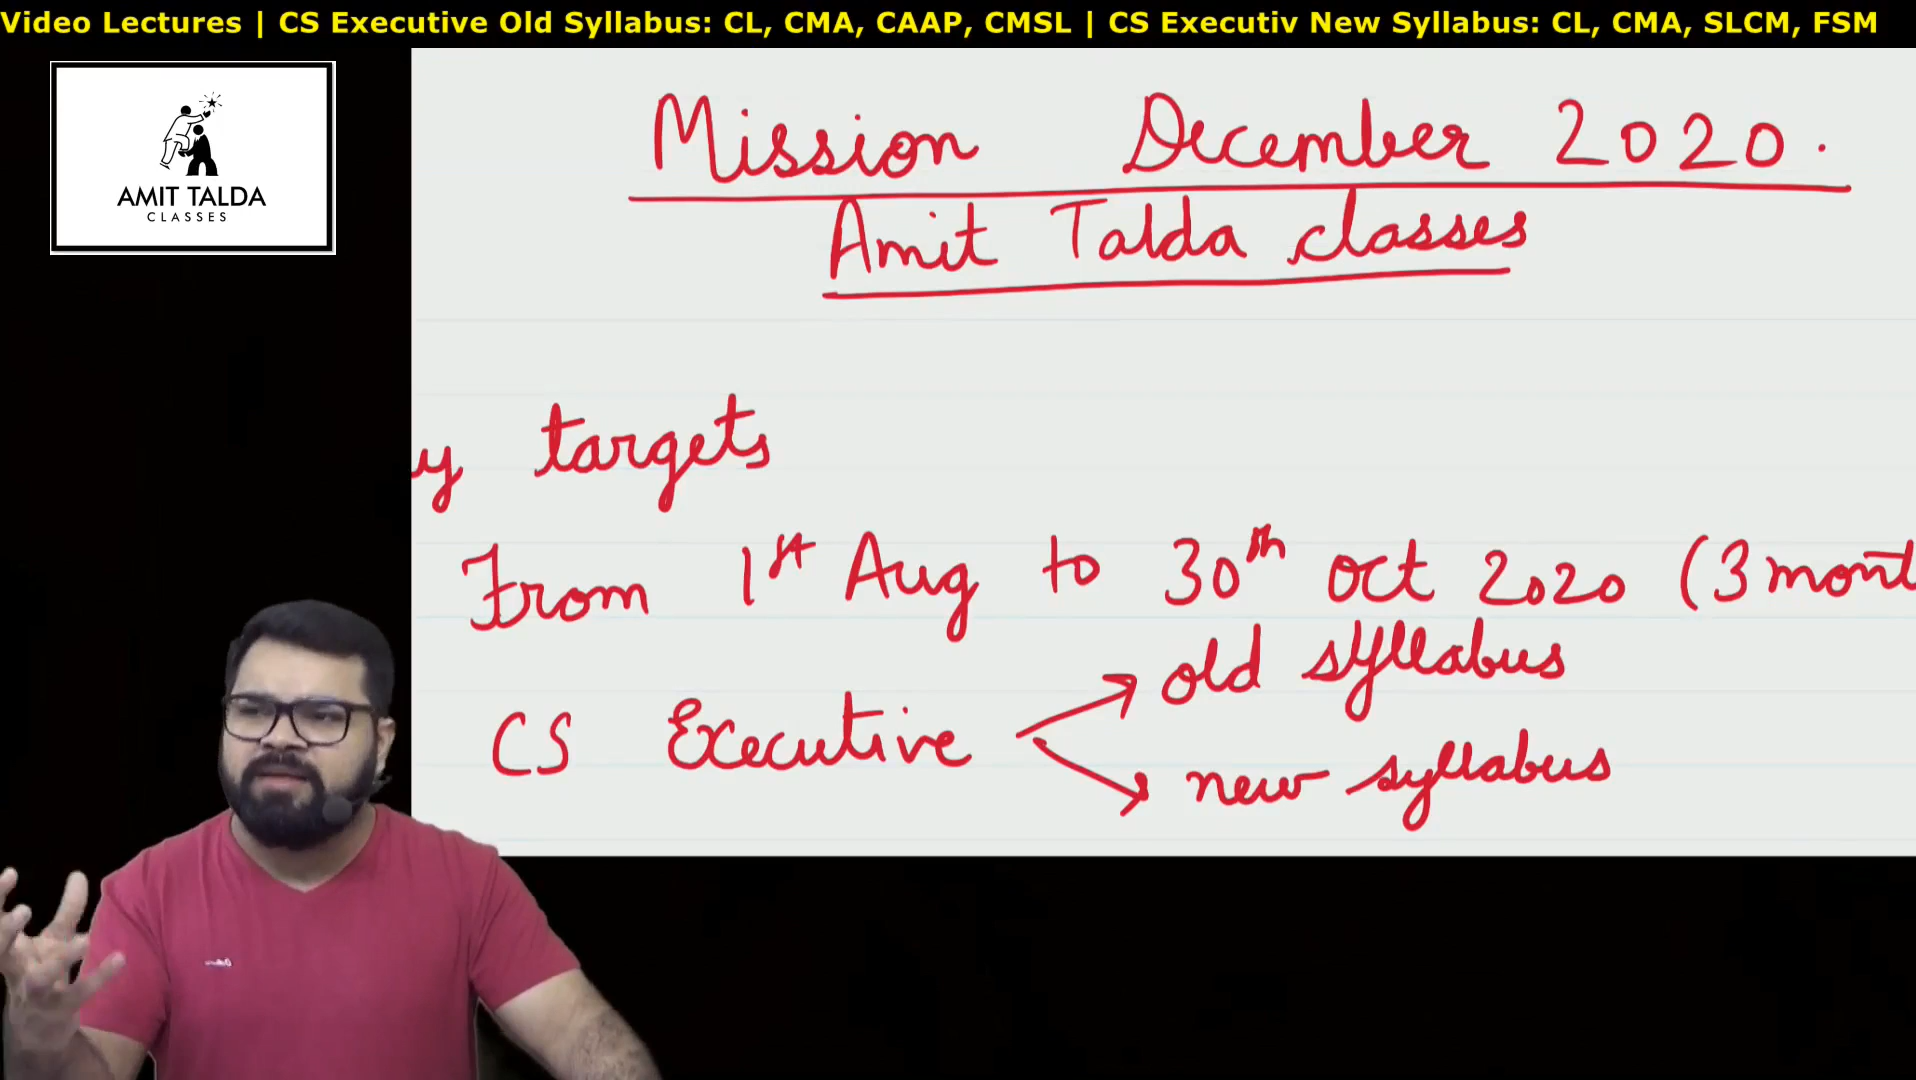 Video Lectures | CS Executive Old Syllabus: CL, CMA, CAAP, CMSL | CS Executiv New Syllabus: CL, CMA, SLCM, FSM
AMIT TALDA
CLASSES
Mission December 2020.
Amit Talda classes
y targets
From 1st Aug to 30th Oct 2020 (3 mont
old syllabus
CS Executive
new syllabus